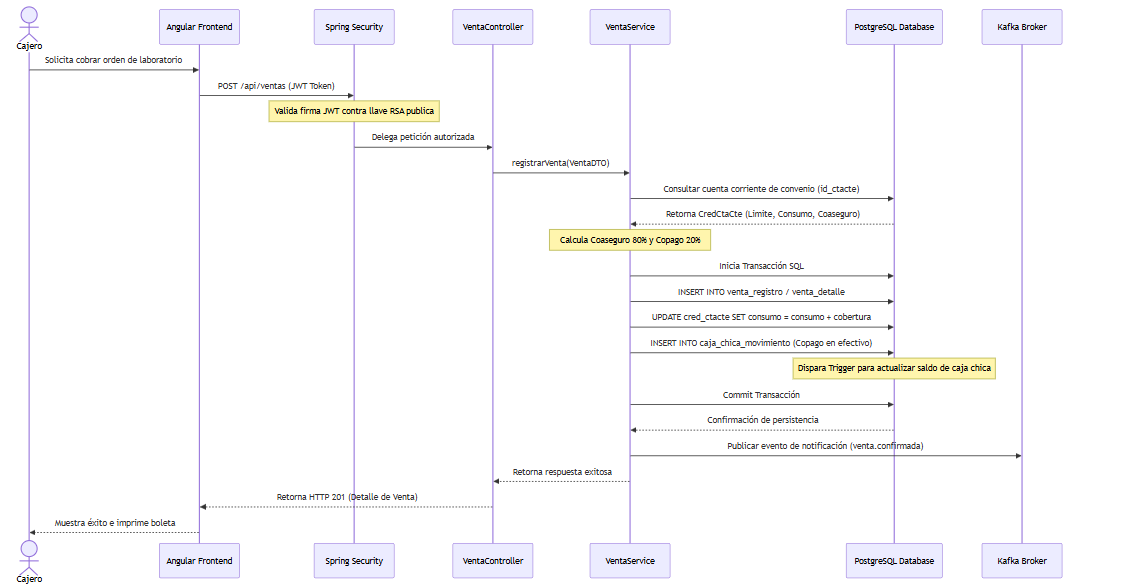 Cajero
Angular Frontend
Spring Security
VentaController
VentaService
PostgreSQL Database
Kafka Broker
Solicita cobrar orden de laboratorio
POST /api/ventas (JWT Token)
Valida firma JWT contra llave RSA publica
Delega petición autorizada
registrarVenta(VentaDTO)
Consultar cuenta corriente de convenio (id_ctacte)
Retorna CredCtaCte (Limite, Consumo, Coaseguro)
Calcula Coaseguro 80% y Copago 20%
Inicia Transacción SQL
INSERT INTO venta_registro / venta_detalle
UPDATE cred_ctacte SET consumo = consumo + cobertura
INSERT INTO caja_chica_movimiento (Copago en efectivo)
Dispara Trigger para actualizar saldo de caja chica
Commit Transacción
Confirmación de persistencia
Publicar evento de notificación (venta.confirmada)
Retorna respuesta exitosa
Retorna HTTP 201 (Detalle de Venta)
Muestra éxito e imprime boleta
Cajero
Angular Frontend
Spring Security
VentaController
VentaService
PostgreSQL Database
Kafka Broker